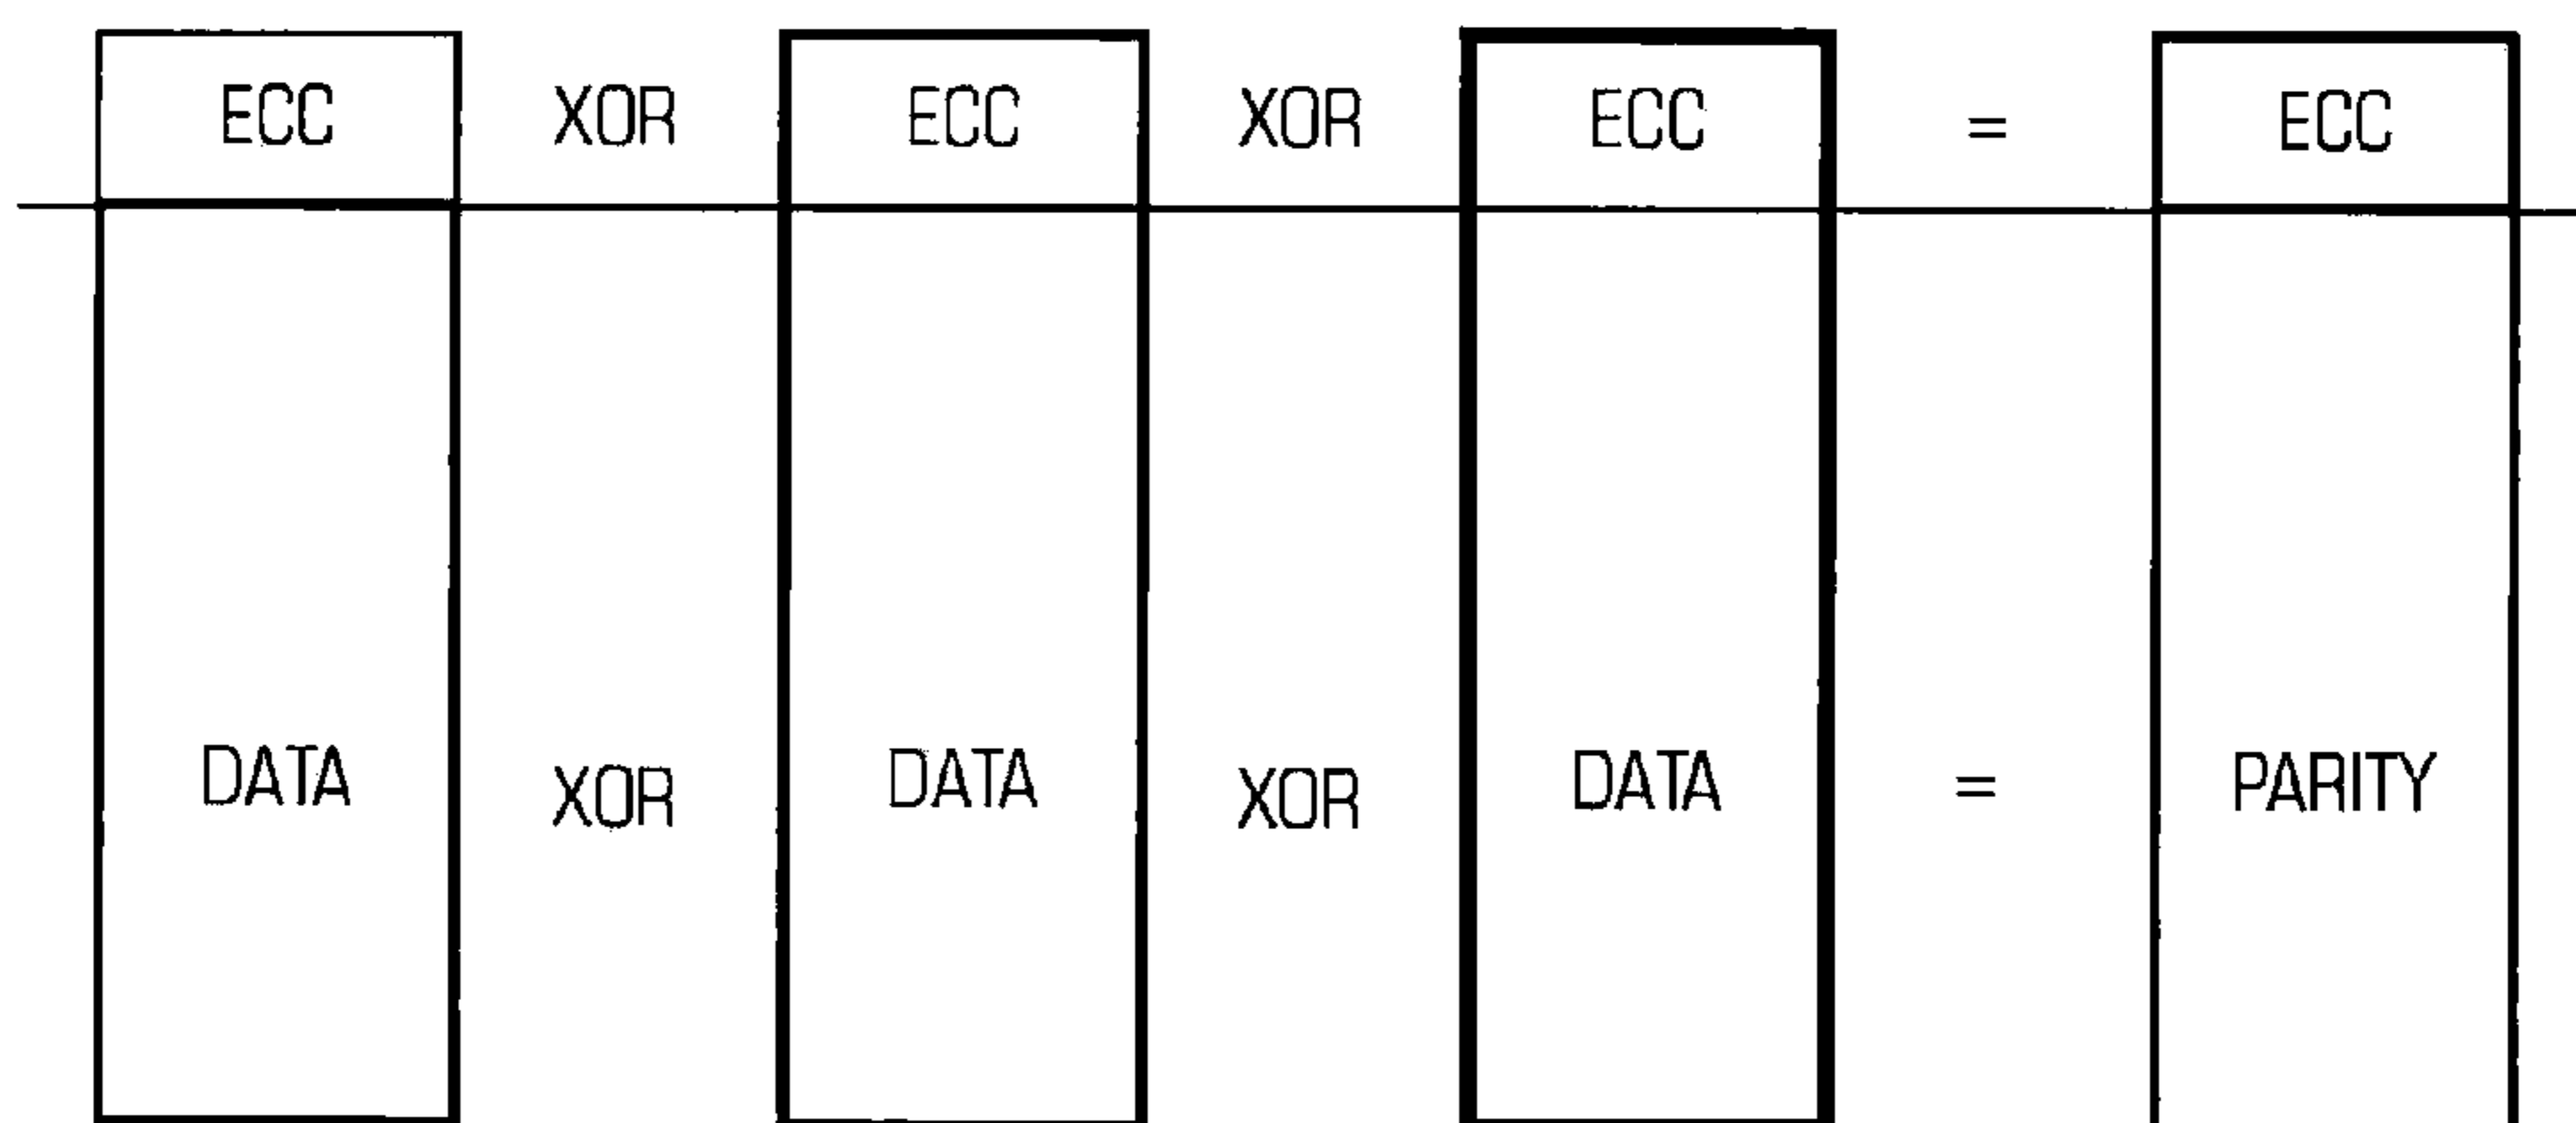 ECC XOR ECC XOR ECC = ECC
DATA XOR DATA XOR DATA = PARITY